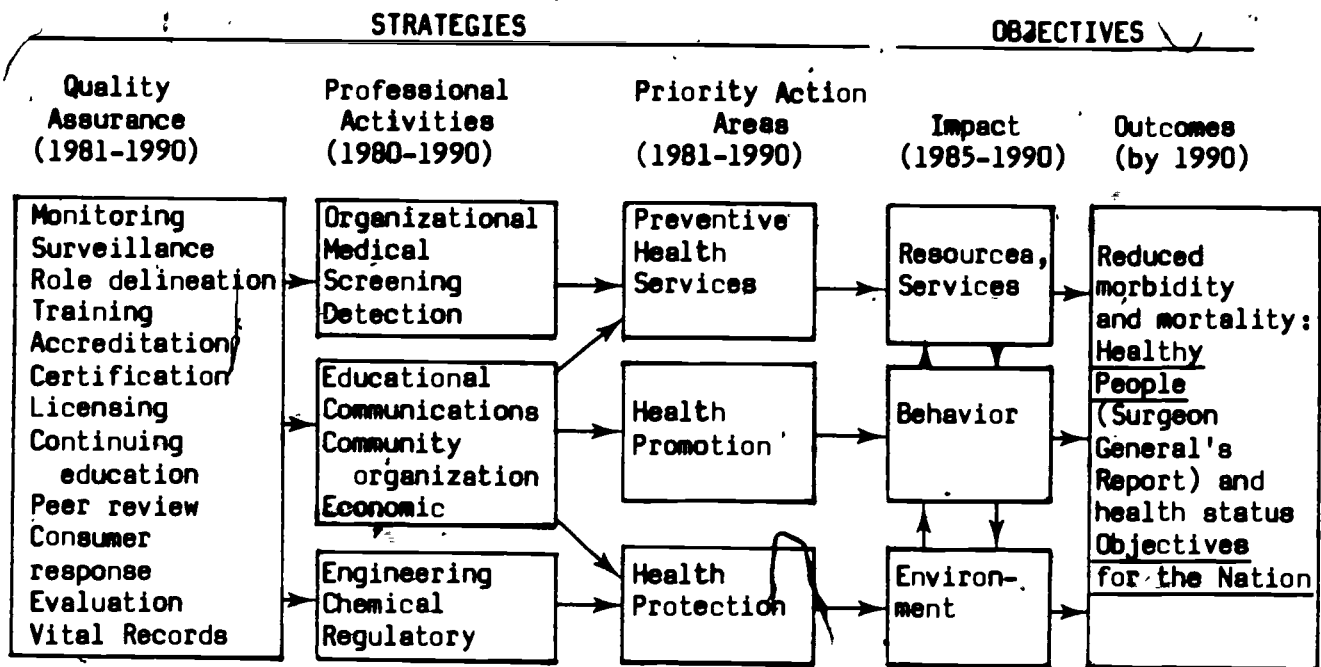 STRATEGIES
OBJECTIVES
Quality
Assurance
(1981-1990)
Professional
Activities
(1980-1990)
Priority Action
Areas
(1981-1990)
Impact
(1985-1990)
Outcomes
(by 1990)
Monitoring
Surveillance
Role delineation
Training
Accreditation
Certification
Licensing
Continuing
education
Peer review
Consumer
response
Evaluation
Vital Records
Organizational
Medical
Screening
Detection
Educational
Communications
Community
organization
Economic
Engineering
Chemical
Regulatory
Preventive
Health
Services
Health
Promotion
Health
Protection
Resources,
Services
Behavior
Environ-
ment
Reduced
morbidity
and mortality:
Healthy
People
(Surgeon
General's
Report) and
health status
Objectives
for the Nation